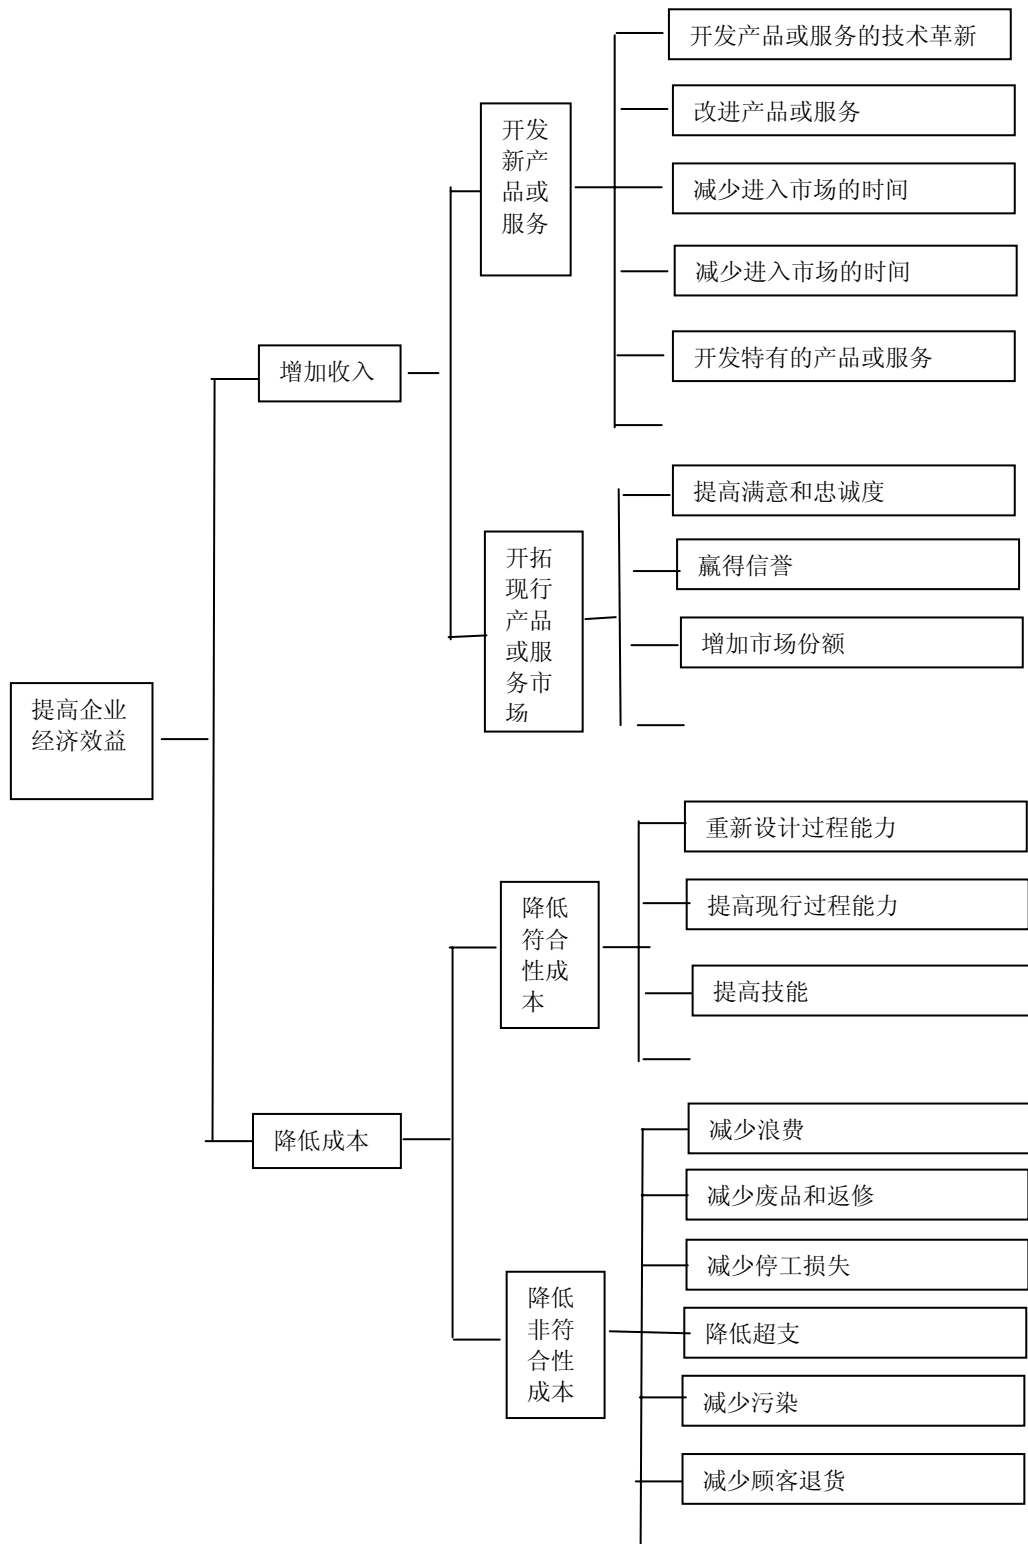 开发产品或服务的技术革新
改进产品或服务
开发
新产
品或
服务
减少进入市场的时间
减少进入市场的时间
开发特有的产品或服务
增加收入
提高满意和忠诚度
开拓
现行
产品
或服
务市
场
赢得信誉
增加市场份额
提高企业
经济效益
重新设计过程能力
降低
符合
性成
本
提高现行过程能力
提高技能
降低成本
减少浪费
减少废品和返修
减少停工损失
降低
非符
合性
成本
降低超支
减少污染
减少顾客退货